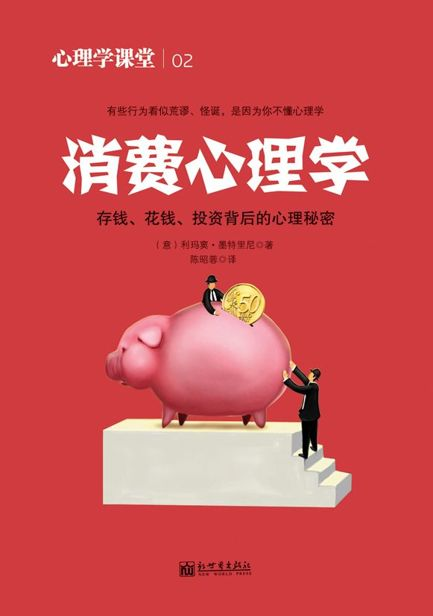 心理学课堂 | 02
有些行为看似荒谬、怪诞，是因为你不懂心理学
消费心理学
存钱、花钱、投资背后的心理秘密
（意）利玛窦·墨特里尼◎著
陈昭蓉◎译
50
新世界出版社
NEW WORLD PRESS